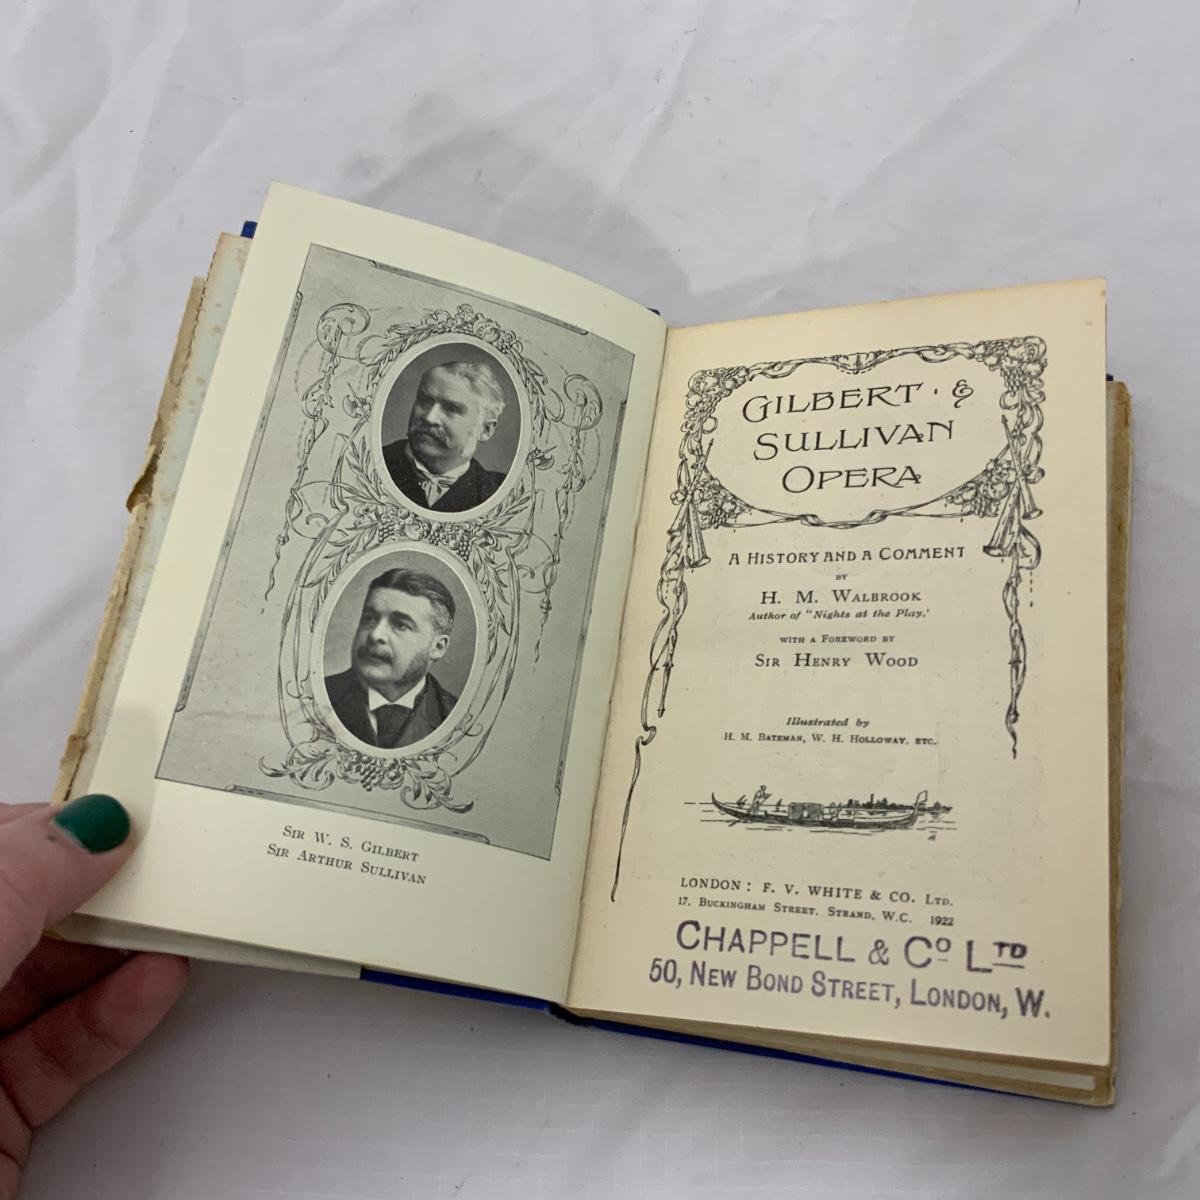 SIR W. S. GILBERT
SIR ARTHUR SULLIVAN
GILBERT · &
SULLIVAN
OPERA
A HISTORY AND A COMMENT
BY
H. M. WALBROOK
Author of "Nights at the Play.'
WITH A FOREWORD BY
SIR HENRY WOOD
Illustrated by
H. M. BATEMAN, W. H. HOLLOWAY, ETC.
LONDON: F. V. WHITE & CO. LTD.
17, BUCKINGHAM STREET, STRAND, W.C. 1922
CHAPPELL & CO LTD
50, NEW BOND STREET, LONDON, W.